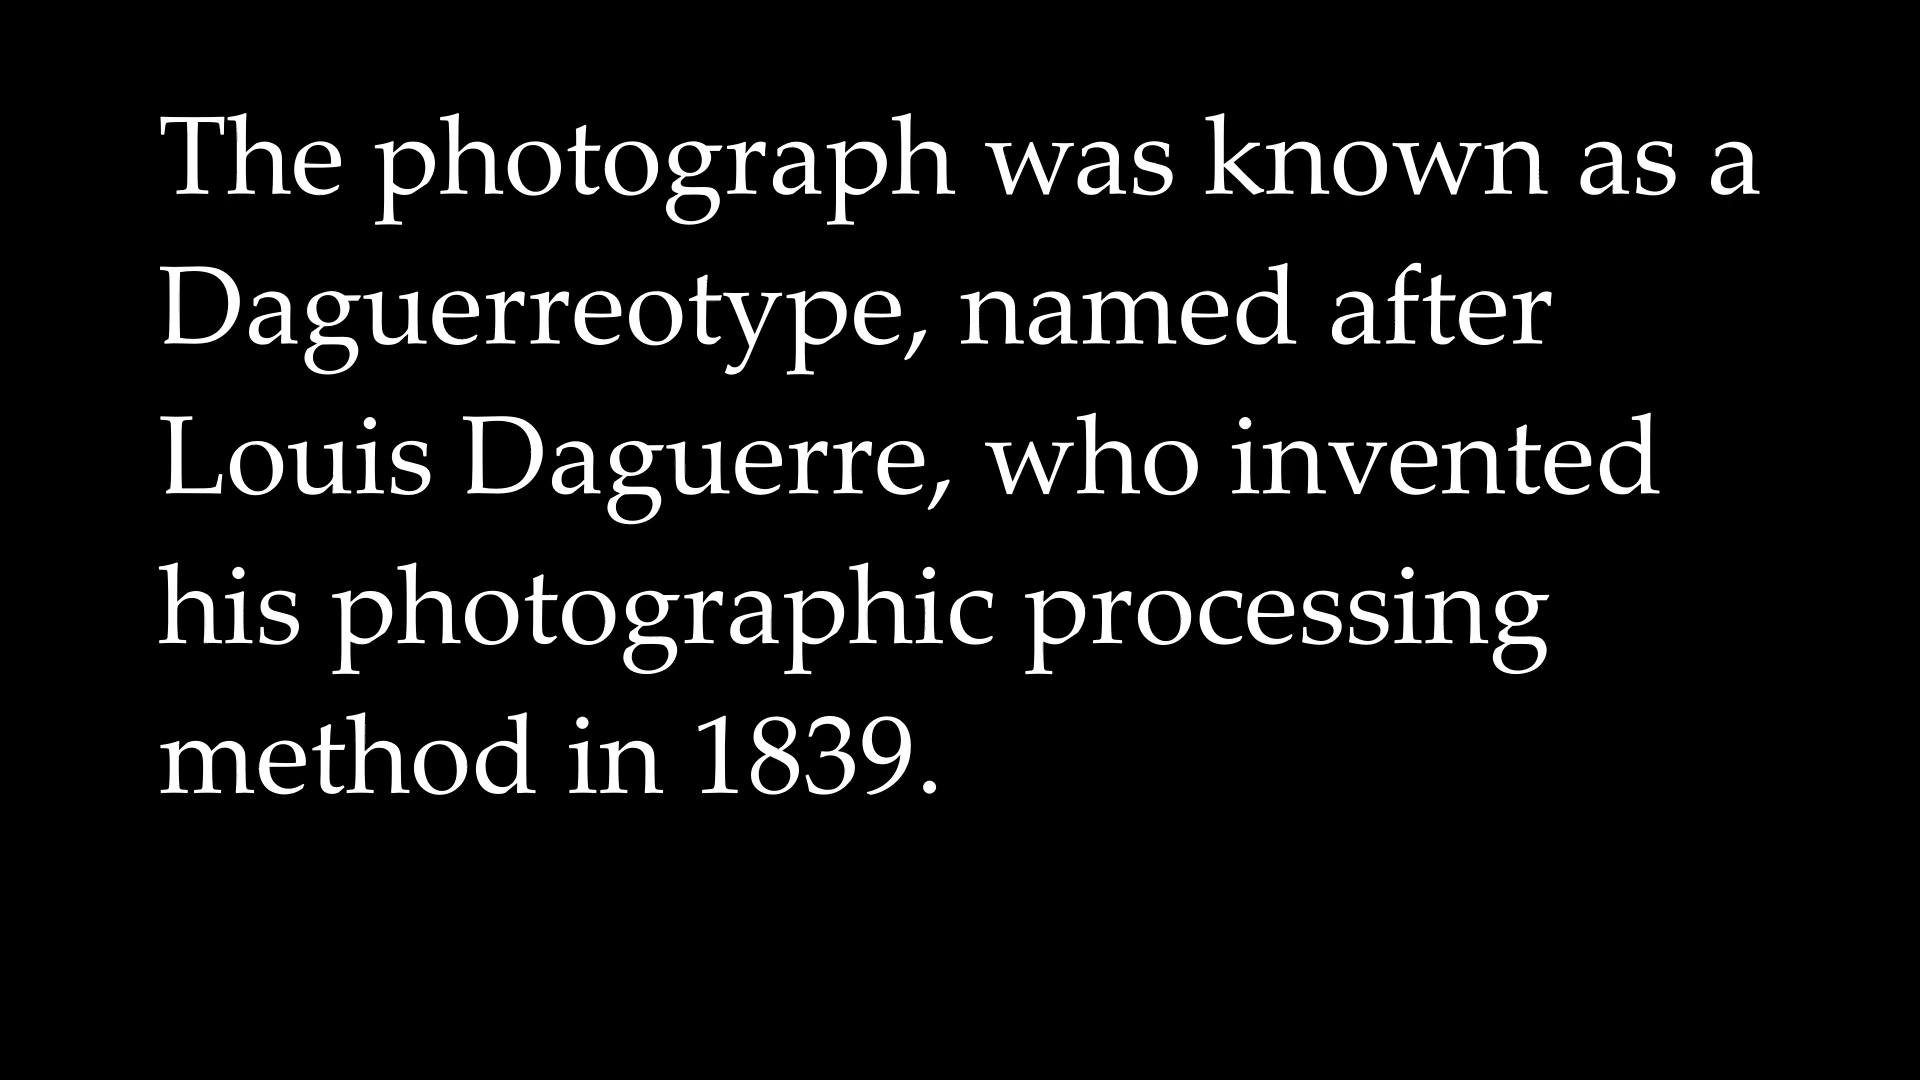 The photograph was known as a
Daguerreotype, named after
Louis Daguerre, who invented
his photographic processing
method in 1839.